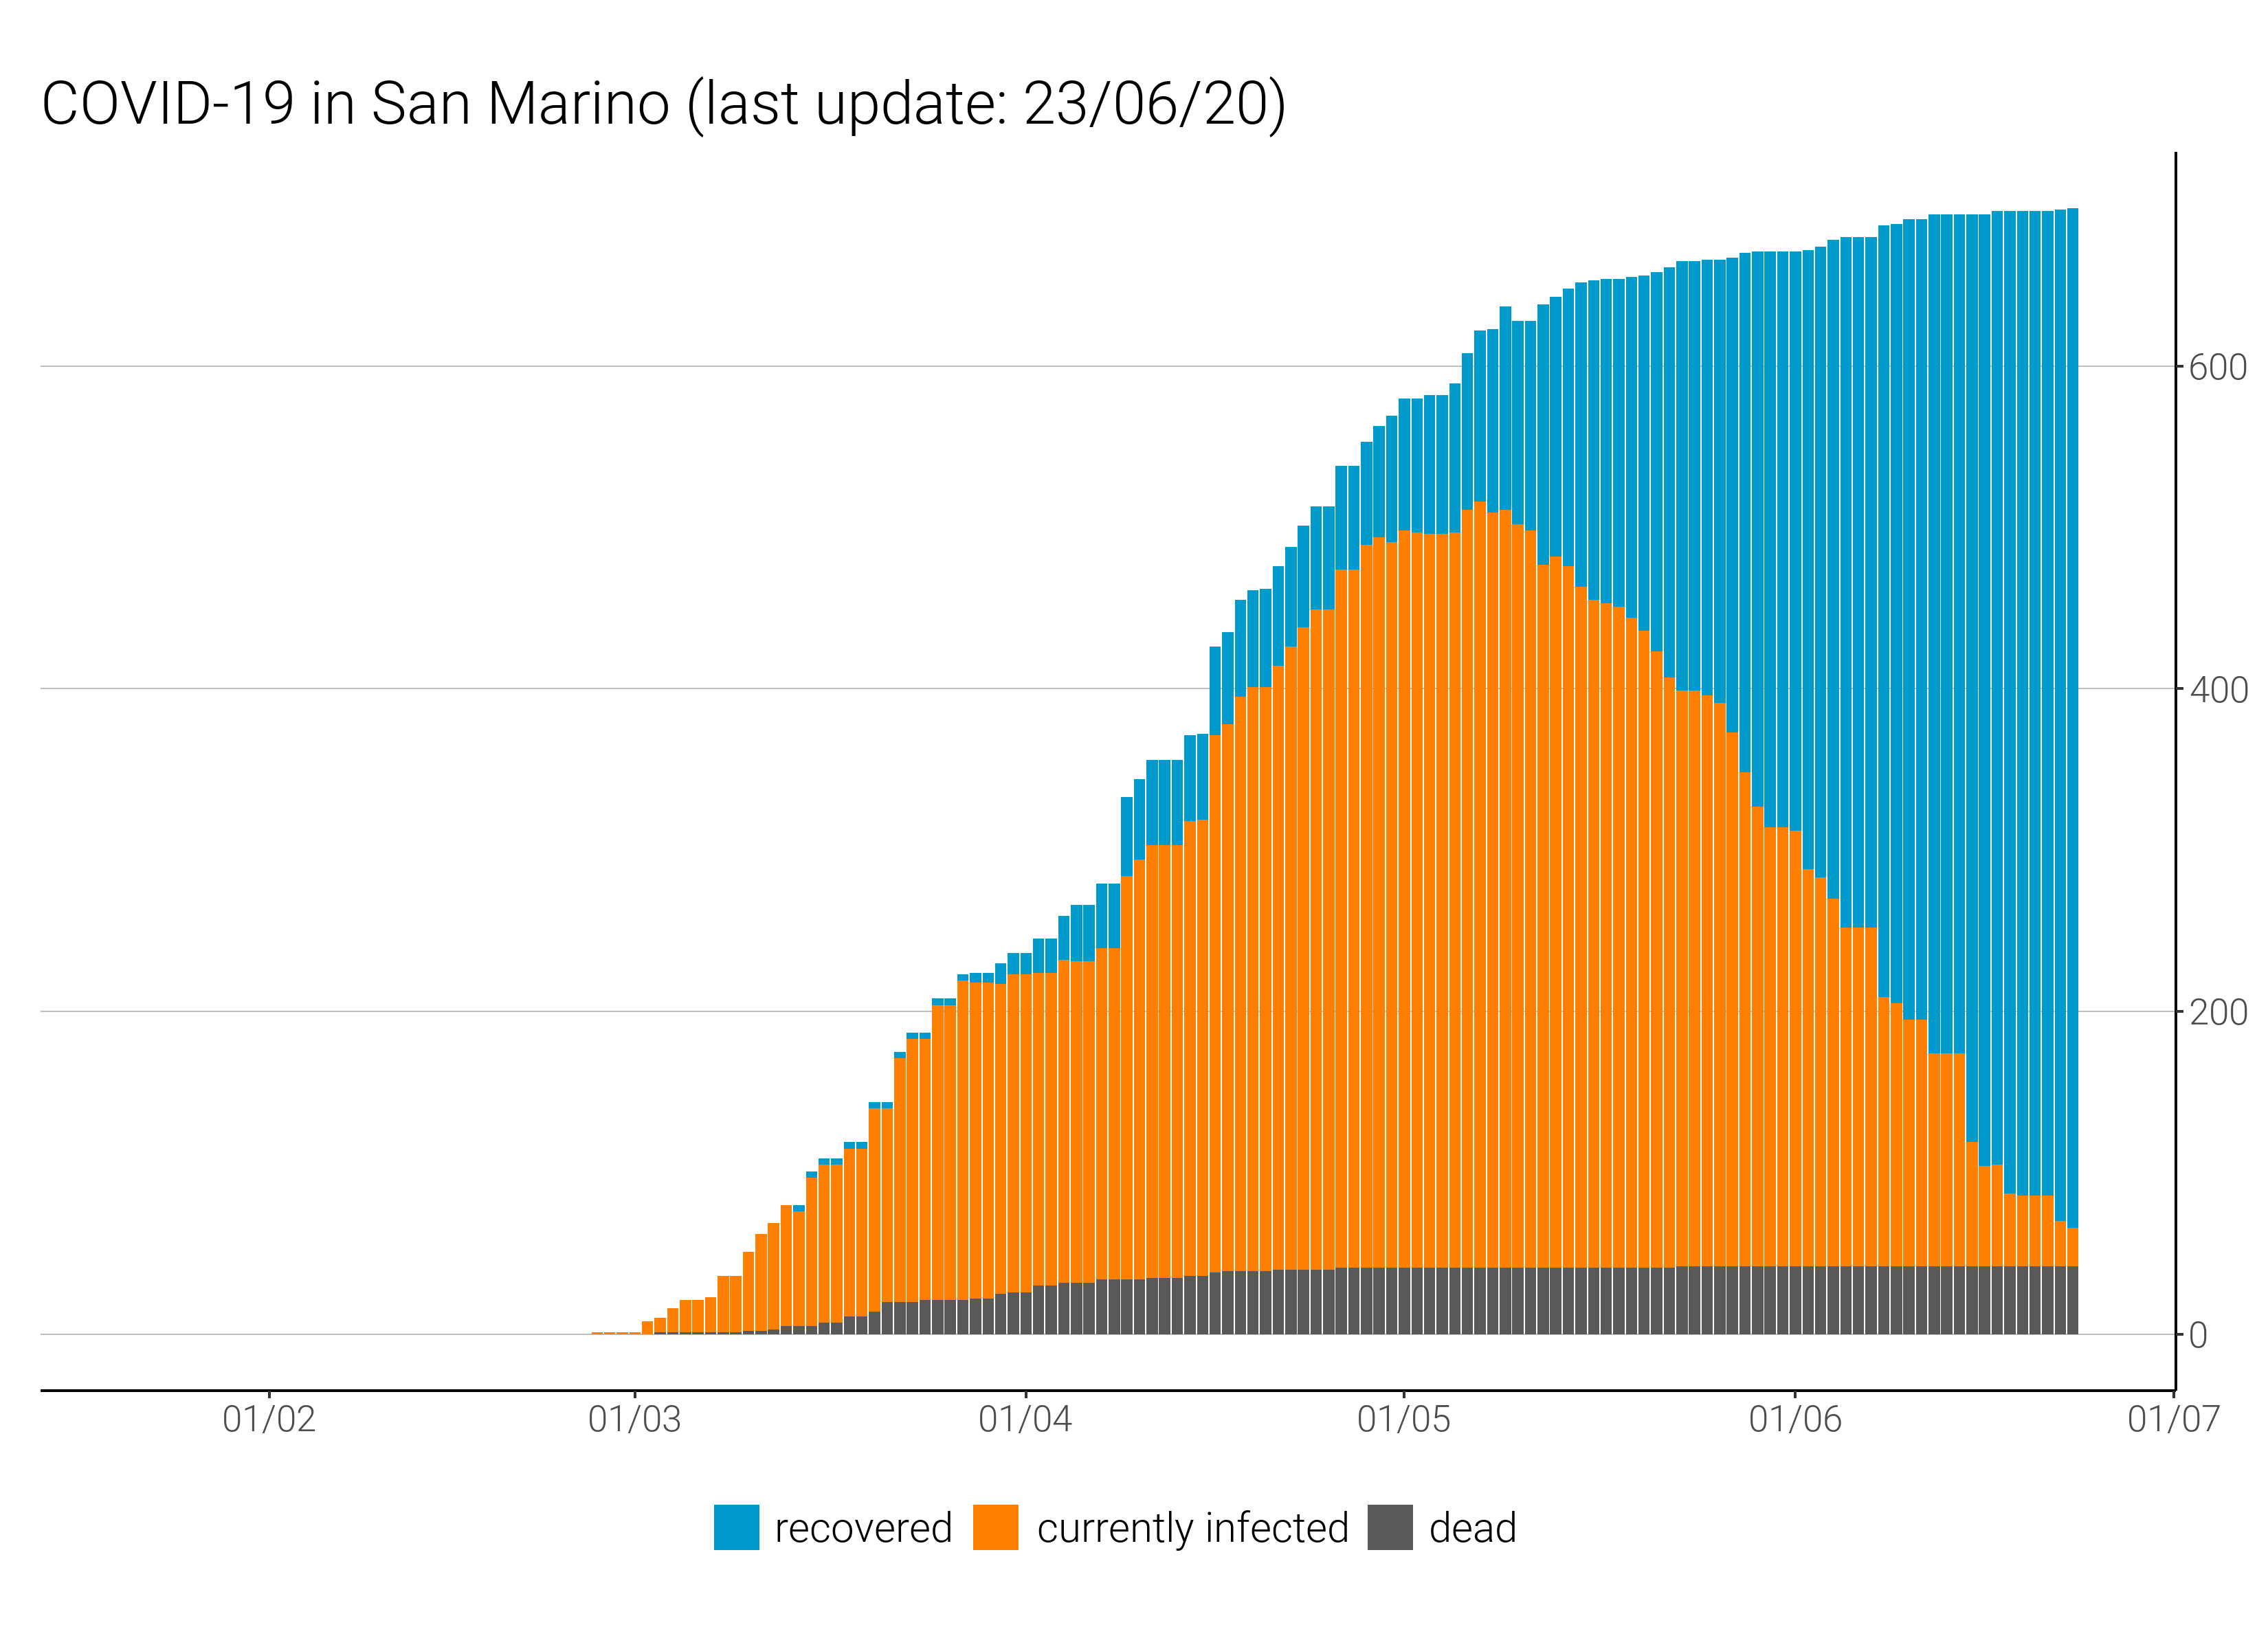 COVID-19 in San Marino (last update: 23/06/20)
600
400
200
0
01/02 01/03 01/04 01/05 01/06 01/07
recovered currently infected dead